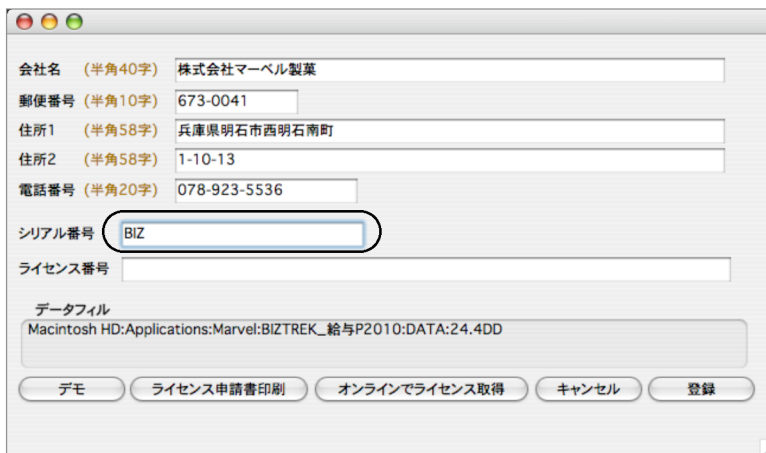 会社名 (半角40字) 株式会社マーベル製菓
郵便番号 (半角10字) 673-0041
住所1 (半角58字) 兵庫県明石市西明石南町
住所2 (半角58字) 1-10-13
電話番号 (半角20字) 078-923-5536
シリアル番号 BIZ
ライセンス番号
データフィル
Macintosh HD:Applications:Marvel:BIZTREK_給与P2010:DATA:24.4DD
デモ ライセンス申請書印刷 オンラインでライセンス取得 キャンセル 登録